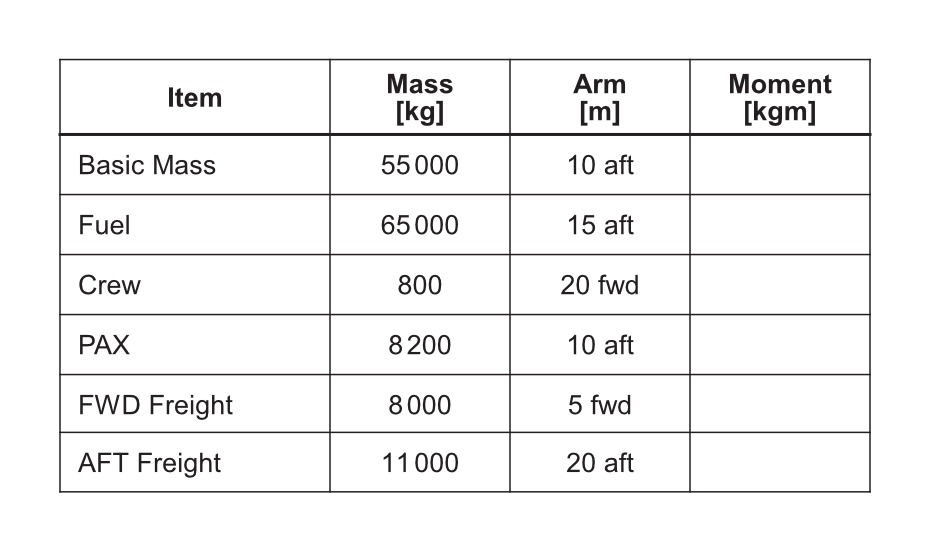 Item Mass [kg] Arm [m] Moment [kgm]
Basic Mass 55 000 10 aft
Fuel 65 000 15 aft
Crew 800 20 fwd
PAX 8 200 10 aft
FWD Freight 8 000 5 fwd
AFT Freight 11 000 20 aft